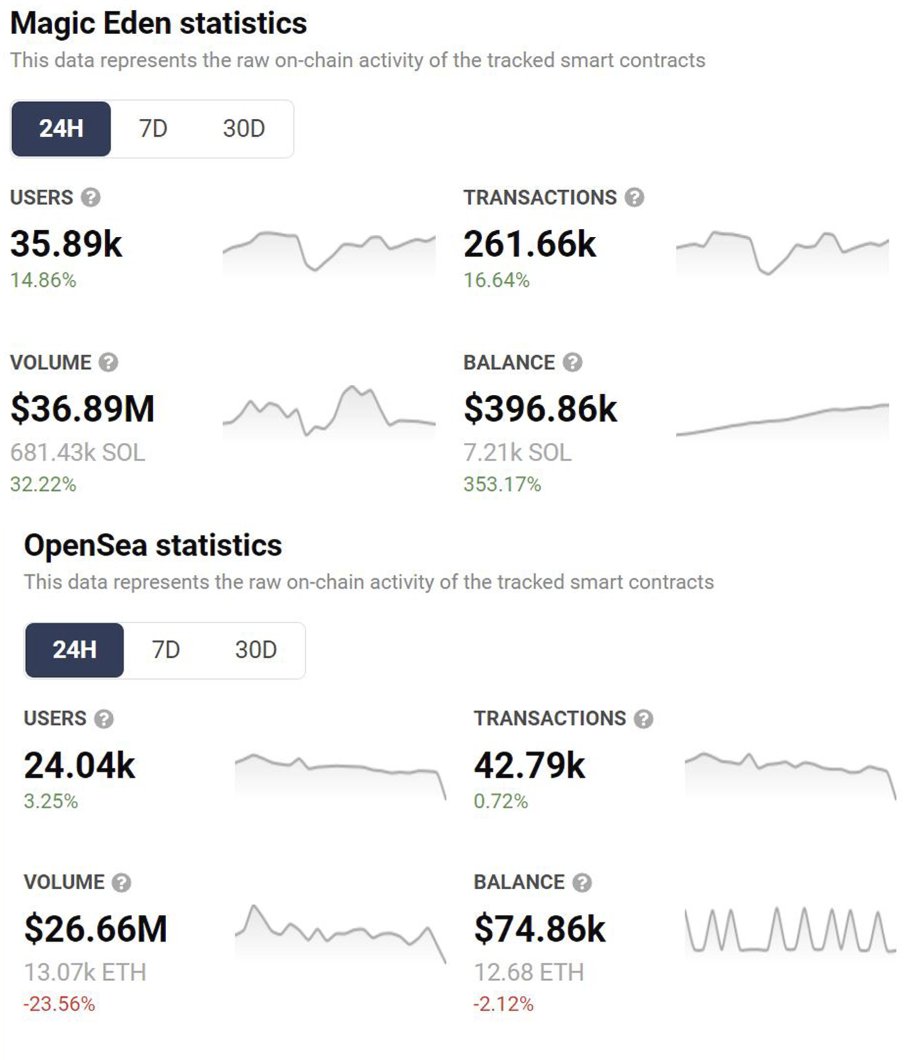 Magic Eden statistics
This data represents the raw on-chain activity of the tracked smart contracts
24H 7D 30D
USERS ?
35.89k
14.86%
TRANSACTIONS ?
261.66k
16.64%
VOLUME ?
$36.89M
681.43k SOL
32.22%
BALANCE ?
$396.86k
7.21k SOL
353.17%
OpenSea statistics
This data represents the raw on-chain activity of the tracked smart contracts
24H 7D 30D
USERS ?
24.04k
3.25%
TRANSACTIONS ?
42.79k
0.72%
VOLUME ?
$26.66M
13.07k ETH
-23.56%
BALANCE ?
$74.86k
12.68 ETH
-2.12%